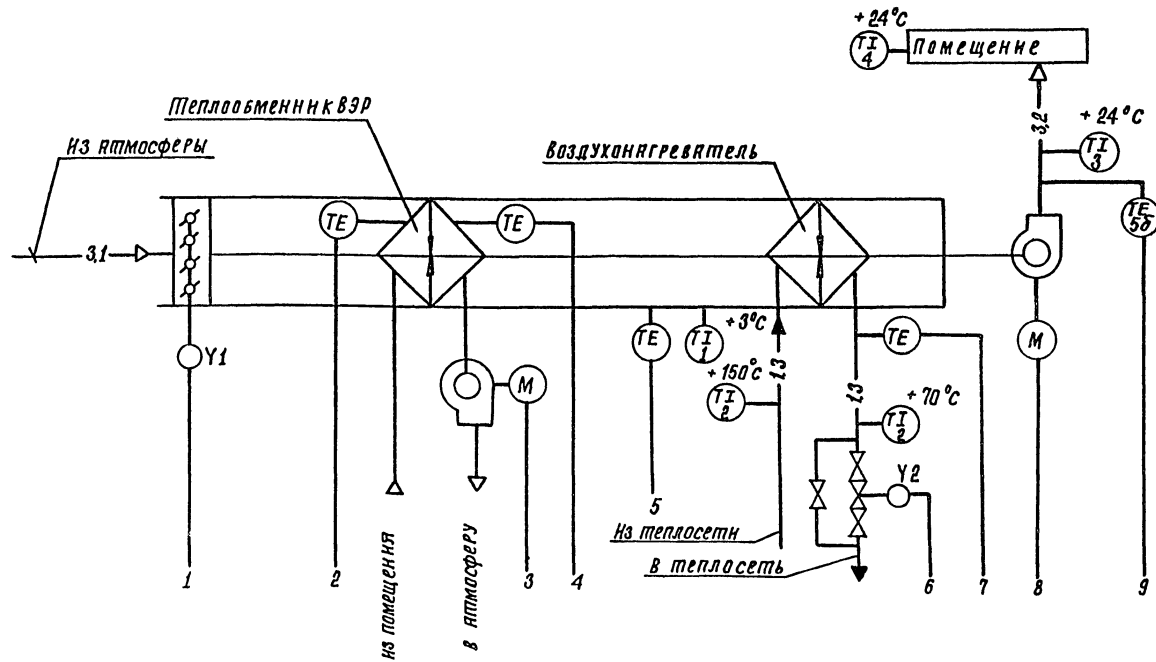 +24°С
TI
4
Помещение
3,2
+24°С
TI
3
TE
5б
Теплообменник ВЭР
Из атмосферы
Воздухонагреватель
3,1
TE
TE
Y1
M
TE
TI
1
+3°С
1,3
+150°С
TI
2
TE
1,3
+70°С
TI
2
Y2
M
Из теплосети
В теплосеть
из помещения
в атмосферу
1
2
3
4
5
6
7
8
9